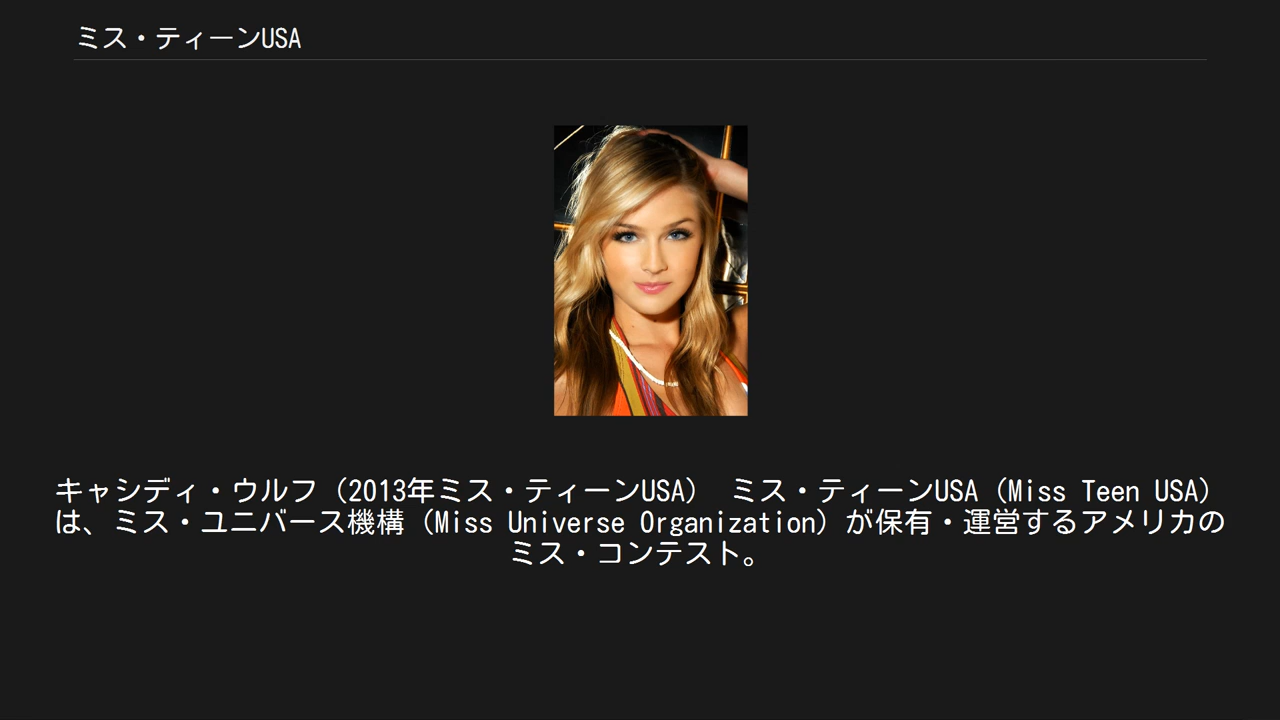 ミス・ティーンUSA
キャシディ・ウルフ（2013年ミス・ティーンUSA）　ミス・ティーンUSA（Miss Teen USA）
は、ミス・ユニバース機構（Miss Universe Organization）が保有・運営するアメリカの
ミス・コンテスト。